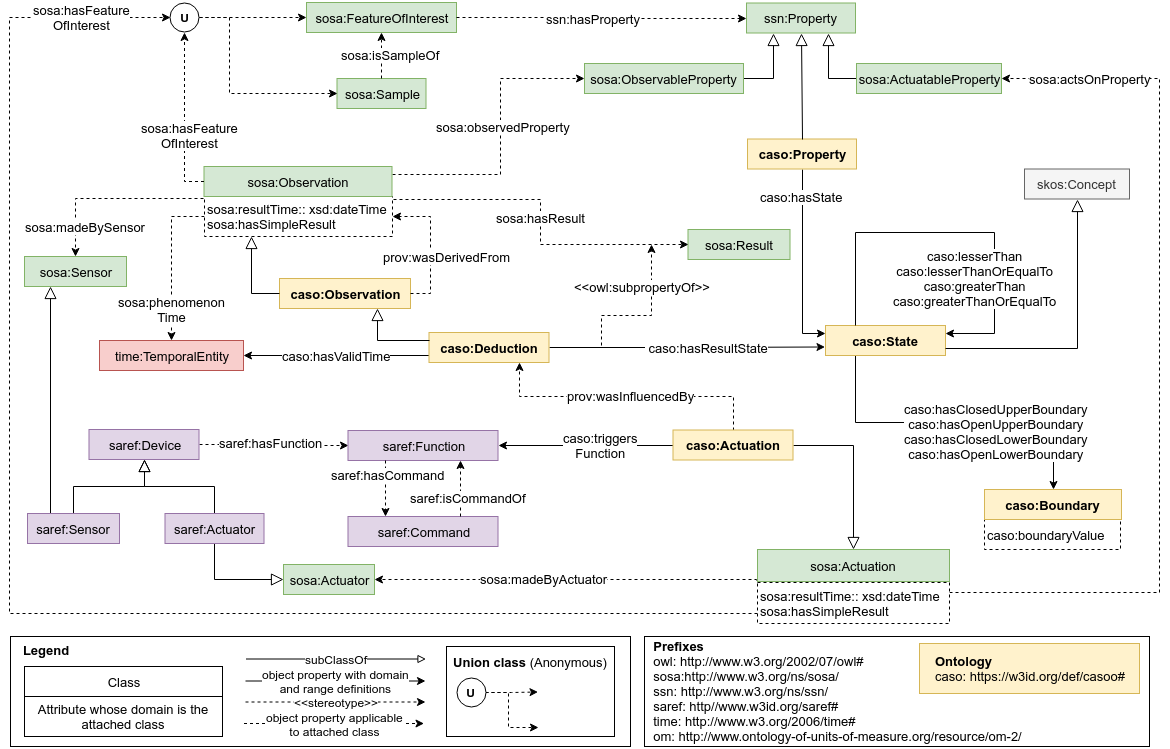 sosa:hasFeature
OfInterest
U
sosa:FeatureOfInterest
ssn:hasProperty
ssn:Property
sosa:isSampleOf
sosa:Sample
sosa:ObservableProperty
sosa:ActuatableProperty
sosa:actsOnProperty
sosa:hasFeature
OfInterest
sosa:observedProperty
caso:Property
sosa:Observation
sosa:resultTime:: xsd:dateTime
sosa:hasSimpleResult
caso:hasState
skos:Concept
sosa:madeBySensor
sosa:hasResult
sosa:Result
sosa:Sensor
prov:wasDerivedFrom
caso:lesserThan
caso:lesserThanOrEqualTo
caso:greaterThan
caso:greaterThanOrEqualTo
caso:Observation
<<owl:subpropertyOf>>
sosa:phenomenon
Time
time:TemporalEntity
caso:hasValidTime
caso:Deduction
caso:hasResultState
caso:State
prov:wasInfluencedBy
caso:hasClosedUpperBoundary
caso:hasOpenUpperBoundary
caso:hasClosedLowerBoundary
caso:hasOpenLowerBoundary
saref:Device
saref:hasFunction
saref:Function
caso:triggers
Function
caso:Actuation
saref:hasCommand
saref:isCommandOf
caso:Boundary
caso:boundaryValue
saref:Sensor
saref:Actuator
saref:Command
sosa:Actuator
sosa:madeByActuator
sosa:Actuation
sosa:resultTime:: xsd:dateTime
sosa:hasSimpleResult
Legend
Class
Attribute whose domain is the
attached class
subClassOf
object property with domain
and range definitions
<<stereotype>>
object property applicable
to attached class
Union class (Anonymous)
U
Prefixes
owl: http://www.w3.org/2002/07/owl#
sosa:http://www.w3.org/ns/sosa/
ssn: http://www.w3.org/ns/ssn/
saref: http//www.w3id.org/saref#
time: http://www.w3.org/2006/time#
om: http://www.ontology-of-units-of-measure.org/resource/om-2/
Ontology
caso: https://w3id.org/def/casoo#